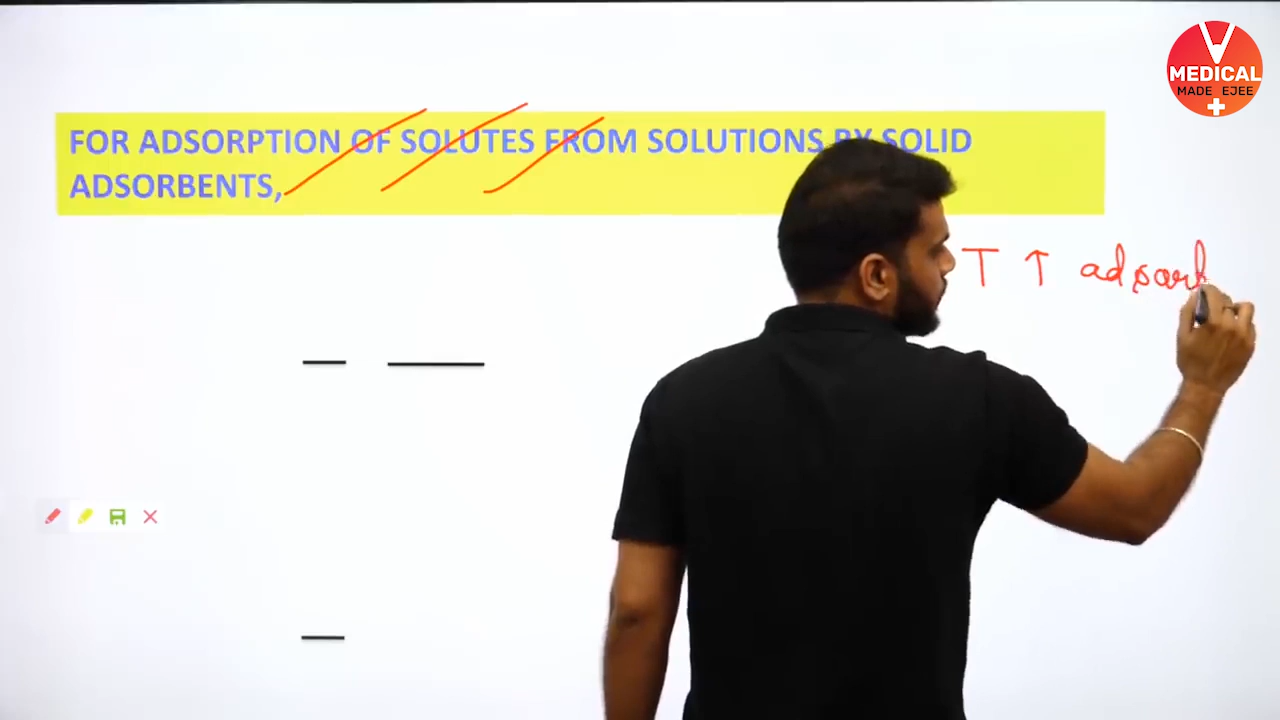 MEDICAL
MADE EJEE
FOR ADSORPTION OF SOLUTES FROM SOLUTIONS BY SOLID
ADSORBENTS,
T ↑ adsorb